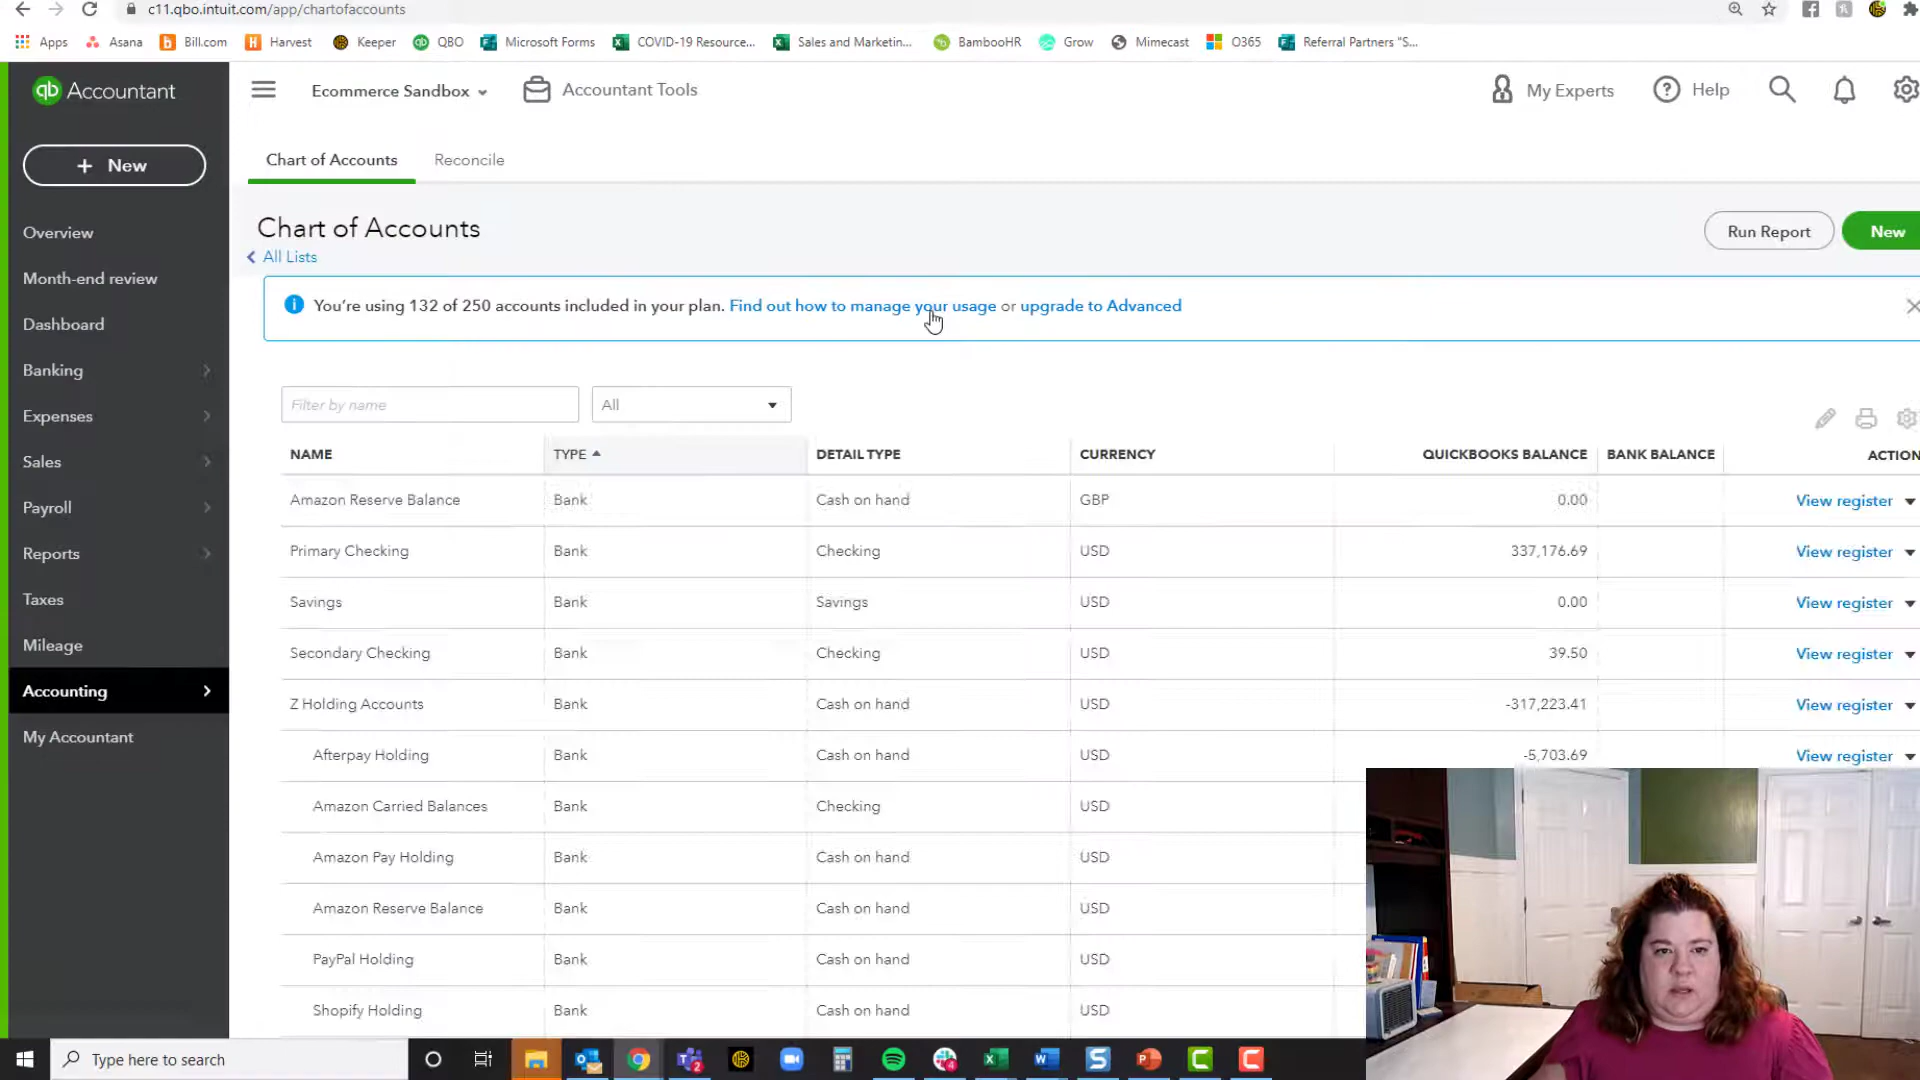 c11.qbo.intuit.com/app/chartofaccounts
Apps Asana Bill.com Harvest Keeper QBO Microsoft Forms COVID-19 Resource... Sales and Marketin... BambooHR Grow Mimecast O365 Referral Partners "S...
qb Accountant
Ecommerce Sandbox Accountant Tools My Experts Help
+ New
Chart of Accounts Reconcile
Chart of Accounts
All Lists
Run Report New
You're using 132 of 250 accounts included in your plan. Find out how to manage your usage or upgrade to Advanced
Overview
Month-end review
Dashboard
Banking
Expenses
Sales
Payroll
Reports
Taxes
Mileage
Accounting
My Accountant
Filter by name All
NAME TYPE DETAIL TYPE CURRENCY QUICKBOOKS BALANCE BANK BALANCE ACTION
Amazon Reserve Balance Bank Cash on hand GBP 0.00 View register
Primary Checking Bank Checking USD 337,176.69 View register
Savings Bank Savings USD 0.00 View register
Secondary Checking Bank Checking USD 39.50 View register
Z Holding Accounts Bank Cash on hand USD -317,223.41 View register
Afterpay Holding Bank Cash on hand USD -5,703.69 View register
Amazon Carried Balances Bank Checking USD
Amazon Pay Holding Bank Cash on hand USD
Amazon Reserve Balance Bank Cash on hand USD
PayPal Holding Bank Cash on hand USD
Shopify Holding Bank Cash on hand USD
Type here to search